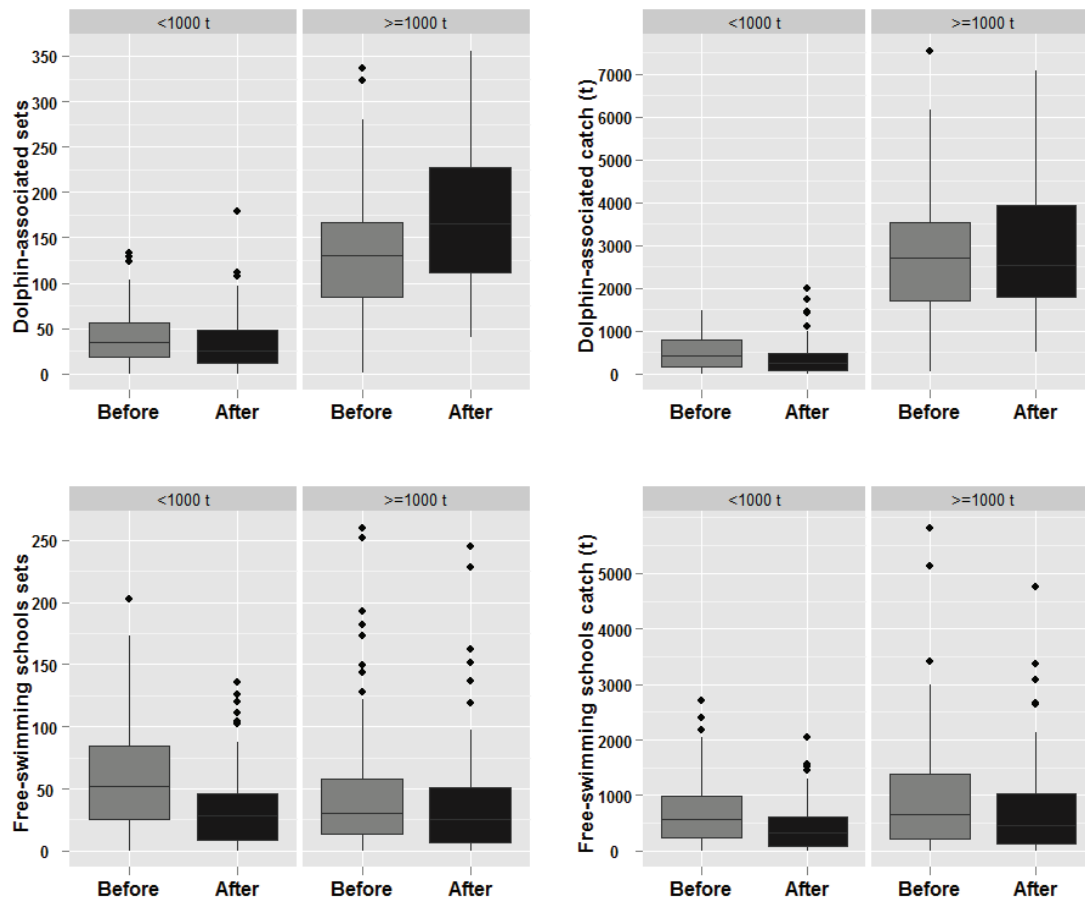 <1000 t
>=1000 t
Dolphin-associated sets
350
300
250
200
150
100
50
0
Before
After
Before
After
<1000 t
>=1000 t
Dolphin-associated catch (t)
7000
6000
5000
4000
3000
2000
1000
0
Before
After
Before
After
<1000 t
>=1000 t
Free-swimming schools sets
250
200
150
100
50
0
Before
After
Before
After
<1000 t
>=1000 t
Free-swimming schools catch (t)
5000
4000
3000
2000
1000
0
Before
After
Before
After